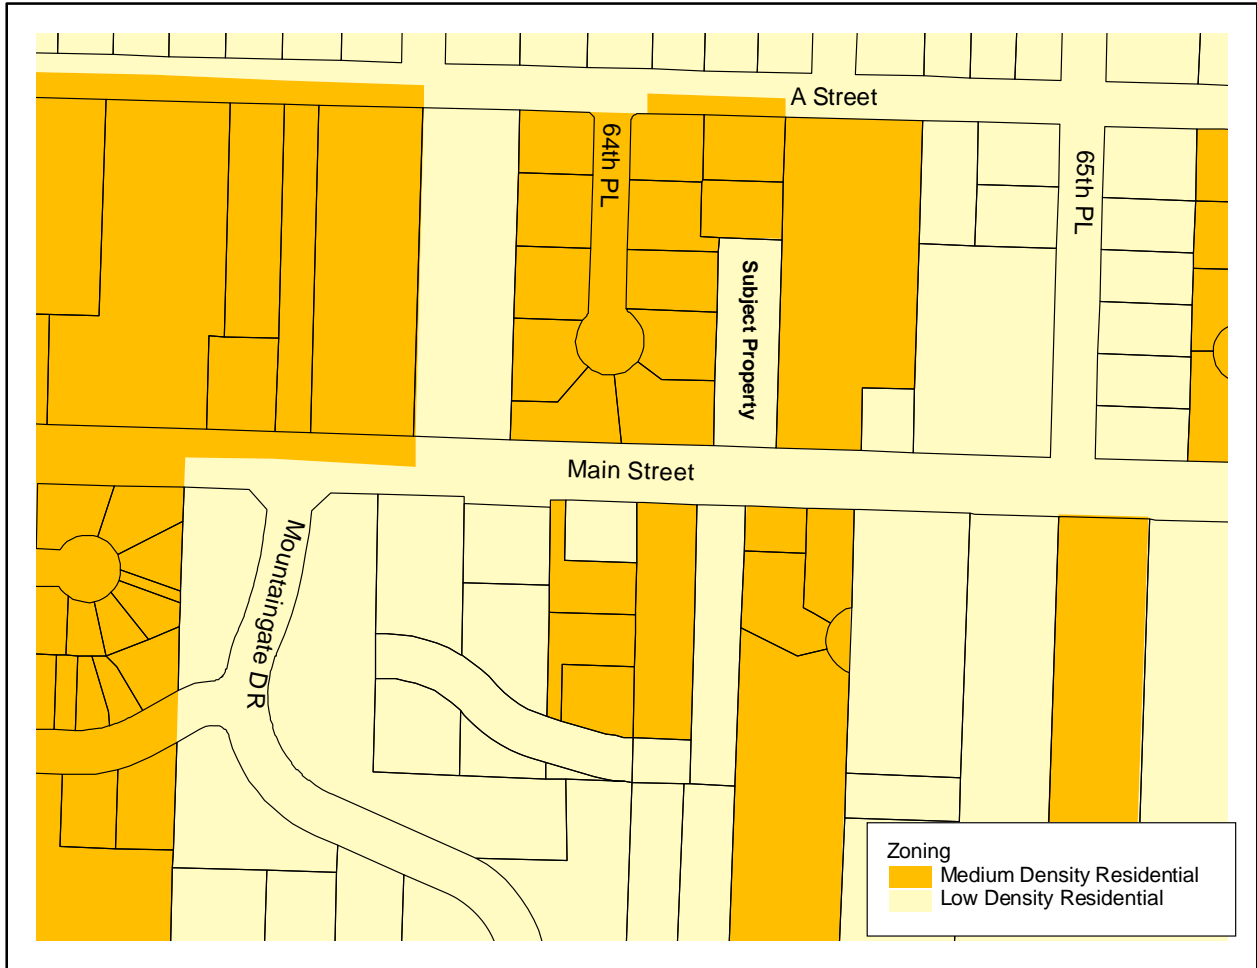 A Street
64th PL
65th PL
Subject Property
Main Street
Mountaingate DR
Zoning
Medium Density Residential
Low Density Residential